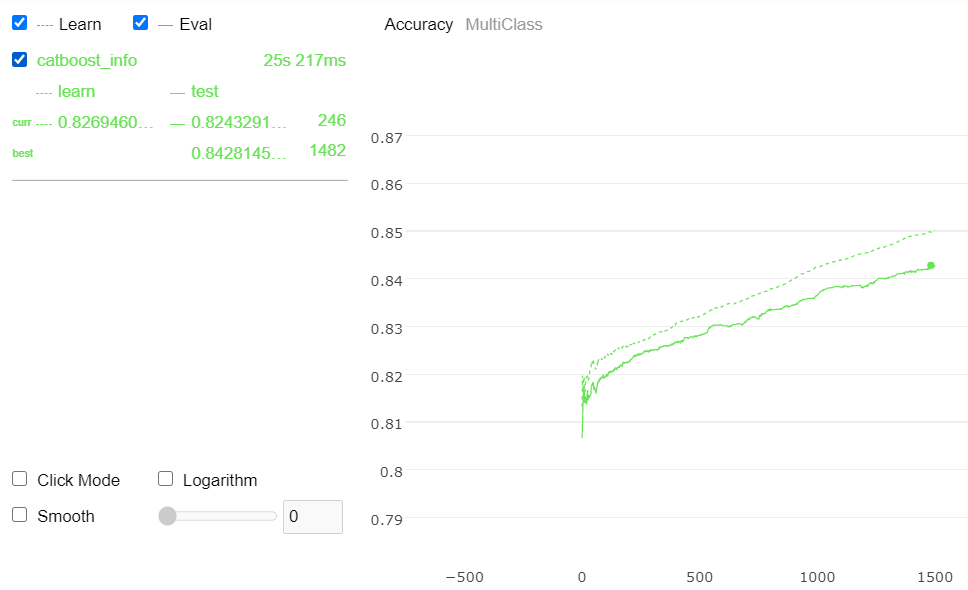 ---- Learn — Eval
catboost_info 25s 217ms
---- learn — test
curr ---- 0.8269460... — 0.8243291... 246
best 0.8428145... 1482
Click Mode Logarithm
Smooth 0
Accuracy MultiClass
0.87
0.86
0.85
0.84
0.83
0.82
0.81
0.8
0.79
−500 0 500 1000 1500